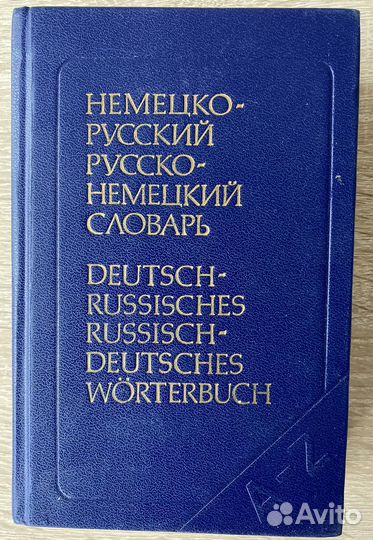 НЕМЕЦКО-
РУССКИЙ
РУССКО-
НЕМЕЦКИЙ
СЛОВАРЬ
DEUTSCH-
RUSSISCHES
RUSSISCH-
DEUTSCHES
WÖRTERBUCH
A-Z
Avito